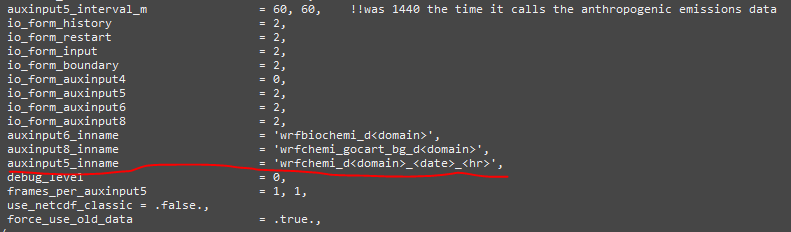 auxinput5_interval_m = 60, 60, !!was 1440 the time it calls the anthropogenic emissions data
io_form_history = 2,
io_form_restart = 2,
io_form_input = 2,
io_form_boundary = 2,
io_form_auxinput4 = 0,
io_form_auxinput5 = 2,
io_form_auxinput6 = 2,
io_form_auxinput8 = 2,
auxinput6_inname = 'wrfbiochemi_d<domain>',
auxinput8_inname = 'wrfchemi_gocart_bg_d<domain>',
auxinput5_inname = 'wrfchemi_d<domain>_<date>_<hr>',
debug_level = 0,
frames_per_auxinput5 = 1, 1,
use_netcdf_classic = .false.,
force_use_old_data = .true.,
/